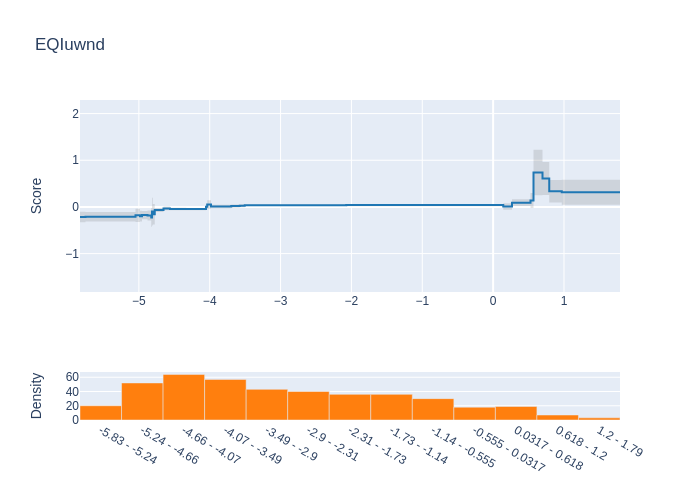 EQIuwnd
Score
2
1
0
−1
−5 −4 −3 −2 −1 0 1
Density
60
40
20
0
-5.83 - -5.24
-5.24 - -4.66
-4.66 - -4.07
-4.07 - -3.49
-3.49 - -2.9
-2.9 - -2.31
-2.31 - -1.73
-1.73 - -1.14
-1.14 - -0.555
-0.555 - 0.0317
0.0317 - 0.618
0.618 - 1.2
1.2 - 1.79